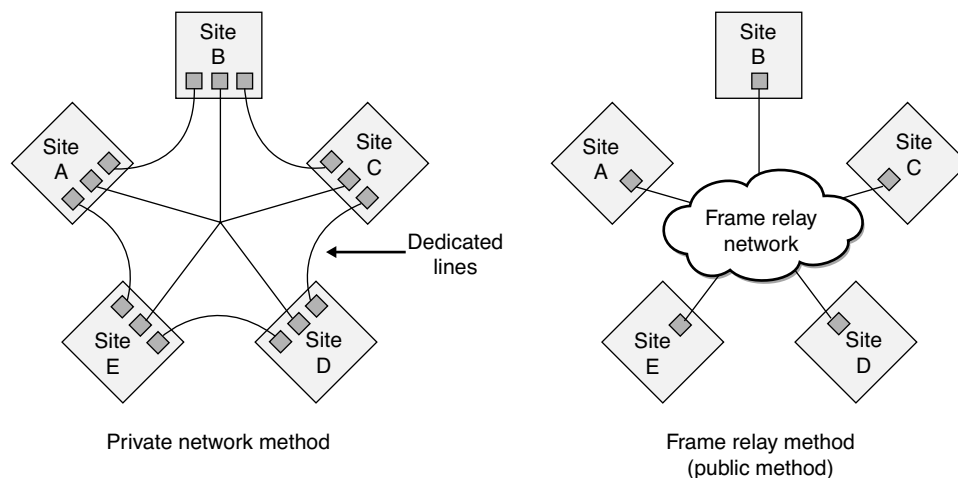 Site
B
Site
A
Site
C
Dedicated
lines
Site
E
Site
D
Private network method
Site
B
Site
A
Site
C
Frame relay
network
Site
E
Site
D
Frame relay method
(public method)